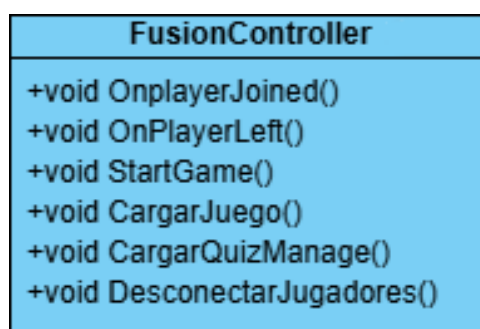 FusionController
+void OnplayerJoined()
+void OnPlayerLeft()
+void StartGame()
+void CargarJuego()
+void CargarQuizManage()
+void DesconectarJugadores()